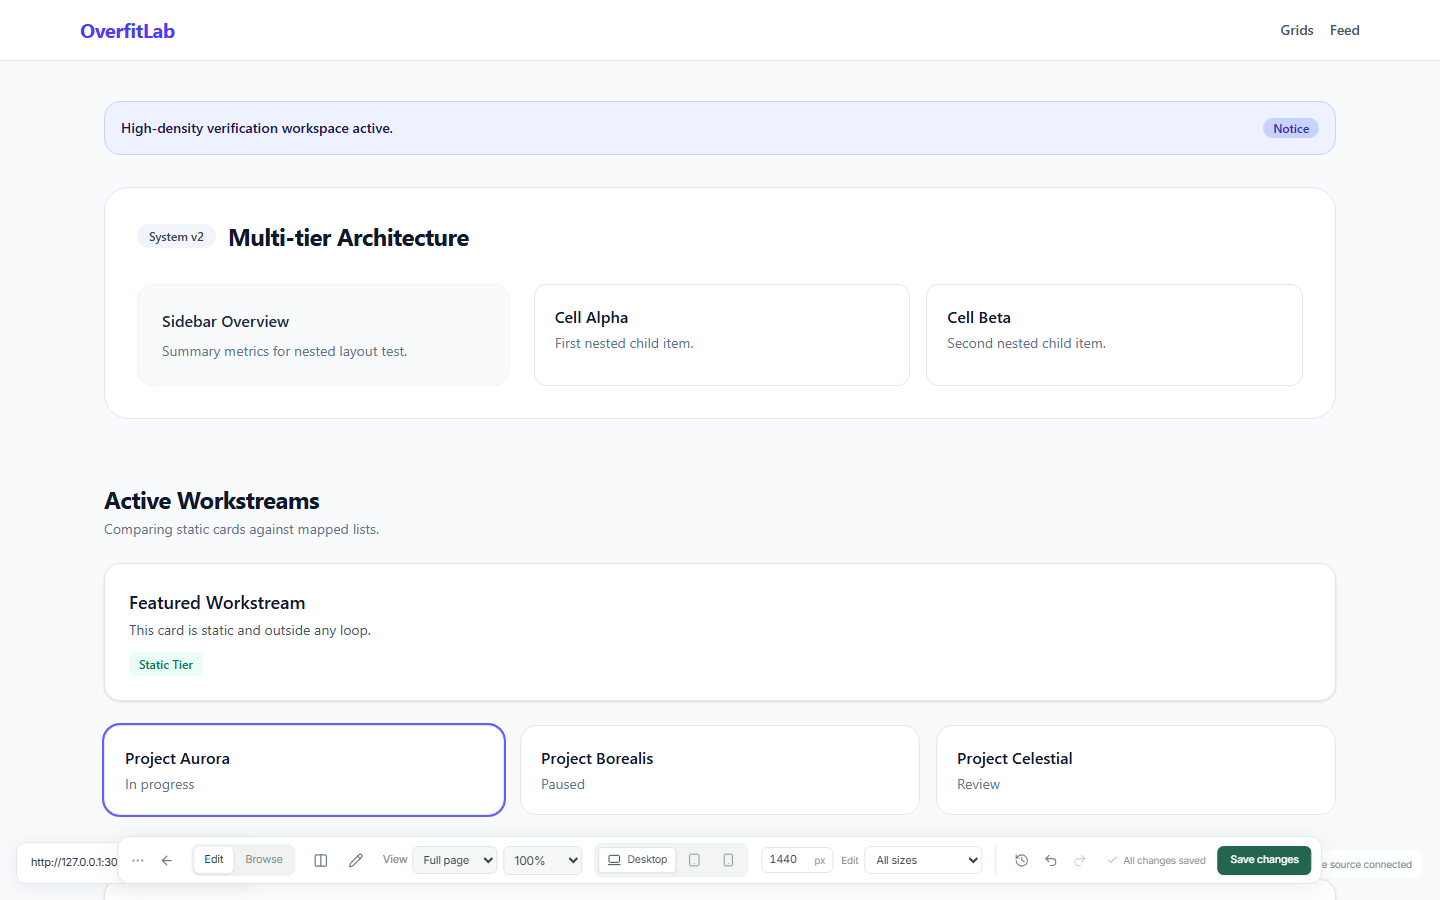 OverfitLab
Grids Feed
High-density verification workspace active.
Notice
System v2
Multi-tier Architecture
Sidebar Overview
Summary metrics for nested layout test.
Cell Alpha
First nested child item.
Cell Beta
Second nested child item.
Active Workstreams
Comparing static cards against mapped lists.
Featured Workstream
This card is static and outside any loop.
Static Tier
Project Aurora
In progress
Project Borealis
Paused
Project Celestial
Review
http://127.0.0.1:30
Edit Browse View Full page 100% Desktop 1440 px Edit All sizes All changes saved Save changes
source connected